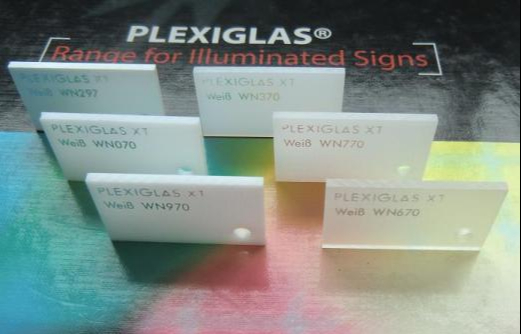 PLEXIGLAS®
Range for Illuminated Signs
PLEXIGLAS XT
Weiß WN297
PLEXIGLAS XT
Weiß WN370
PLEXIGLAS XT
Weiß WN070
PLEXIGLAS XT
Weiß WN770
PLEXIGLAS XT
Weiß WN970
PLEXIGLAS XT
Weiß WN670